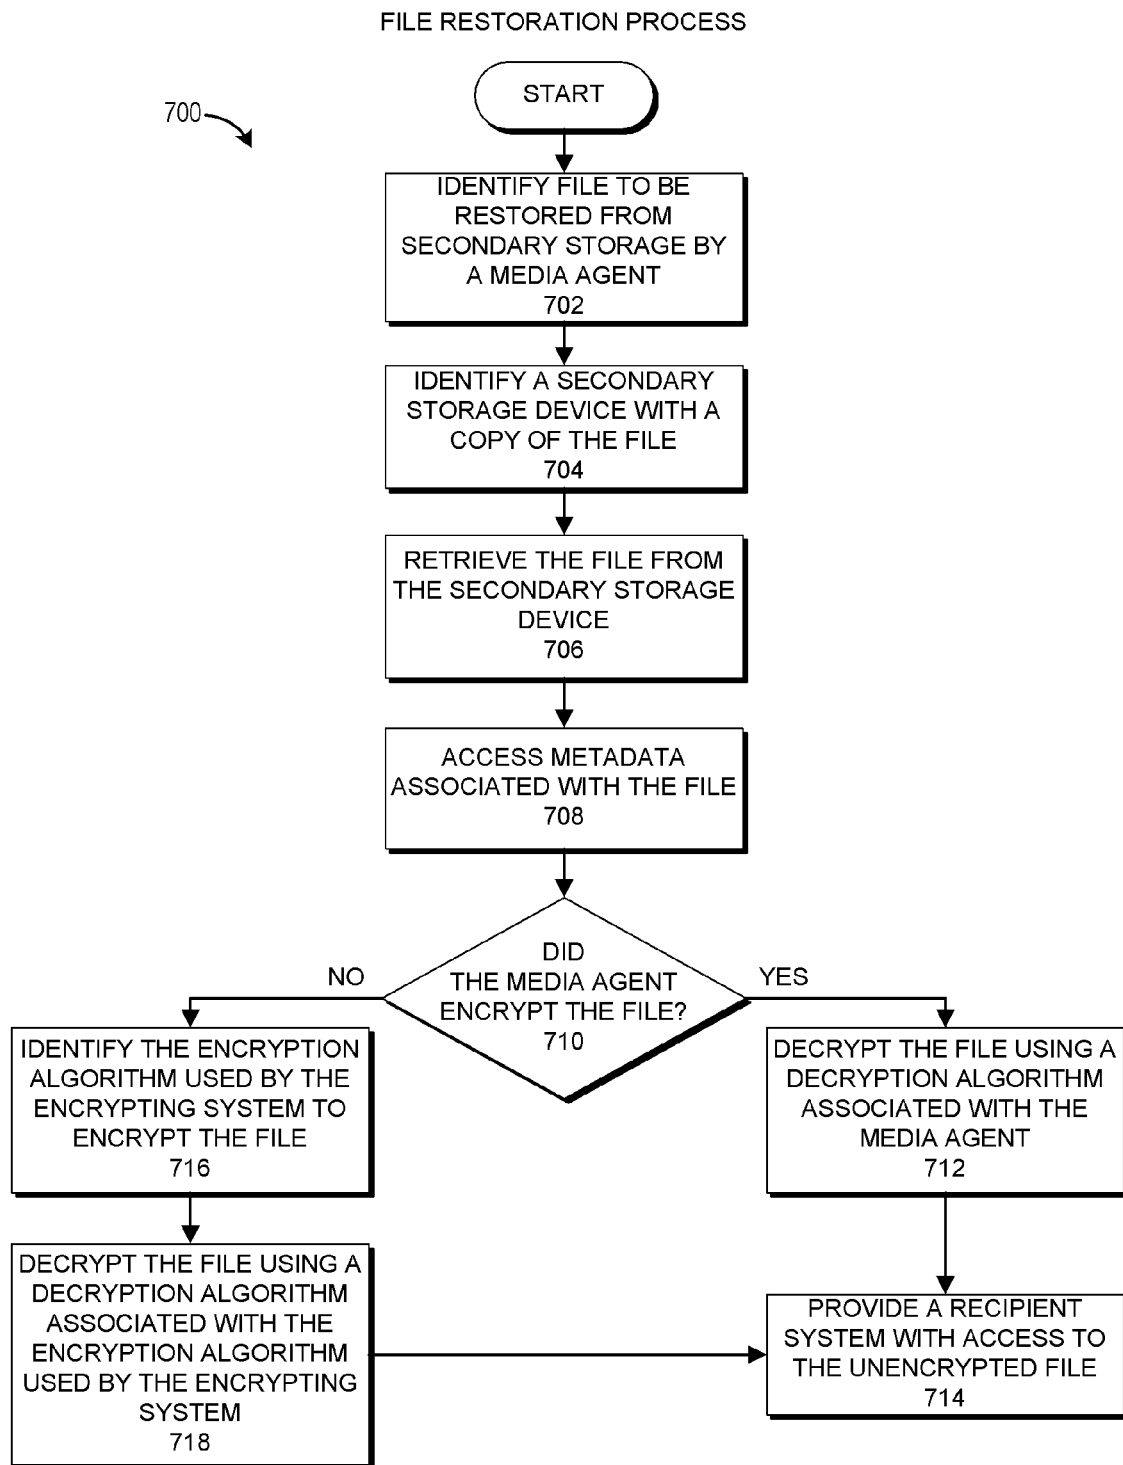 FILE RESTORATION PROCESS
START
700
IDENTIFY FILE TO BE
RESTORED FROM
SECONDARY STORAGE BY
A MEDIA AGENT
702
IDENTIFY A SECONDARY
STORAGE DEVICE WITH A
COPY OF THE FILE
704
RETRIEVE THE FILE FROM
THE SECONDARY STORAGE
DEVICE
706
ACCESS METADATA
ASSOCIATED WITH THE FILE
708
DID
THE MEDIA AGENT
ENCRYPT THE FILE?
710
NO
YES
IDENTIFY THE ENCRYPTION
ALGORITHM USED BY THE
ENCRYPTING SYSTEM TO
ENCRYPT THE FILE
716
DECRYPT THE FILE USING A
DECRYPTION ALGORITHM
ASSOCIATED WITH THE
MEDIA AGENT
712
DECRYPT THE FILE USING A
DECRYPTION ALGORITHM
ASSOCIATED WITH THE
ENCRYPTION ALGORITHM
USED BY THE ENCRYPTING
SYSTEM
718
PROVIDE A RECIPIENT
SYSTEM WITH ACCESS TO
THE UNENCRYPTED FILE
714